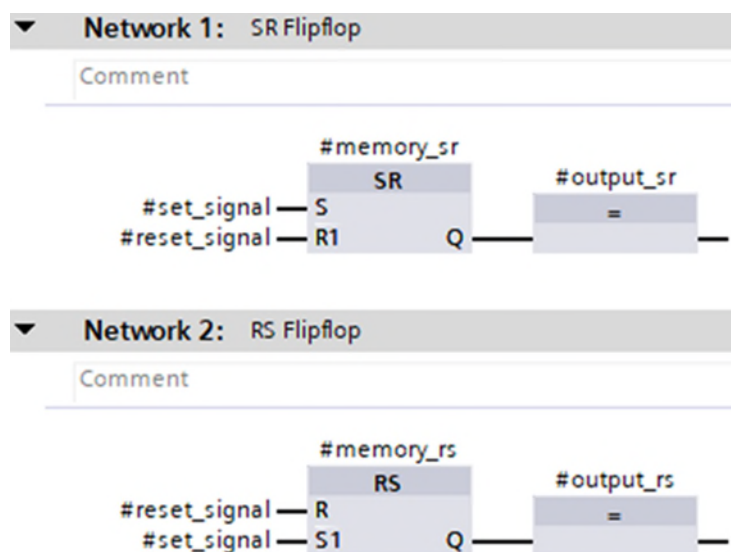 Network 1: SR Flipflop
Comment
#memory_sr
SR
#output_sr
#set_signal S
=
#reset_signal R1 Q
Network 2: RS Flipflop
Comment
#memory_rs
RS
#output_rs
#reset_signal R
=
#set_signal S1 Q